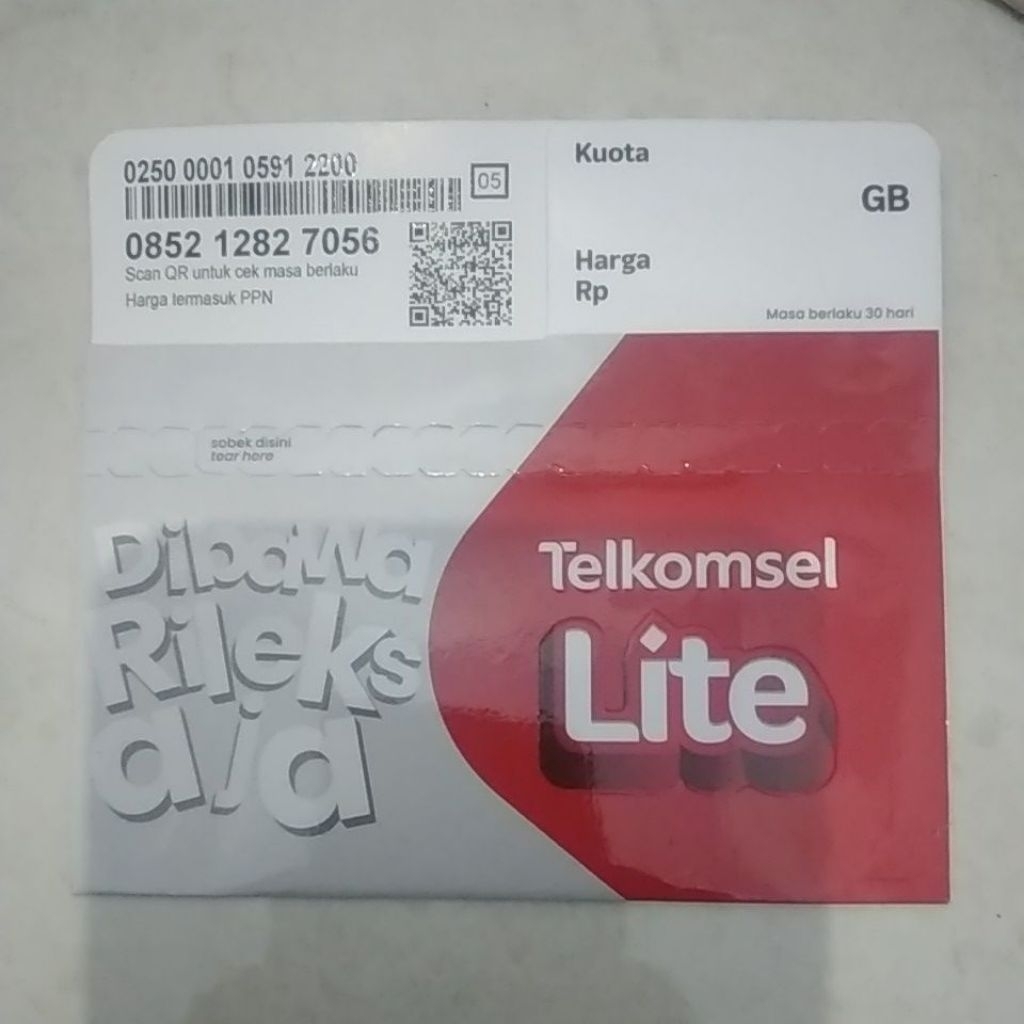 0250 0001 0591 2200
05
0852 1282 7056
Scan QR untuk cek masa berlaku
Harga termasuk PPN
Kuota
GB
Harga
Rp
Masa berlaku 30 hari
sobek disini
tear here
Dibawa
Rileks
aja
Telkomsel
Lite